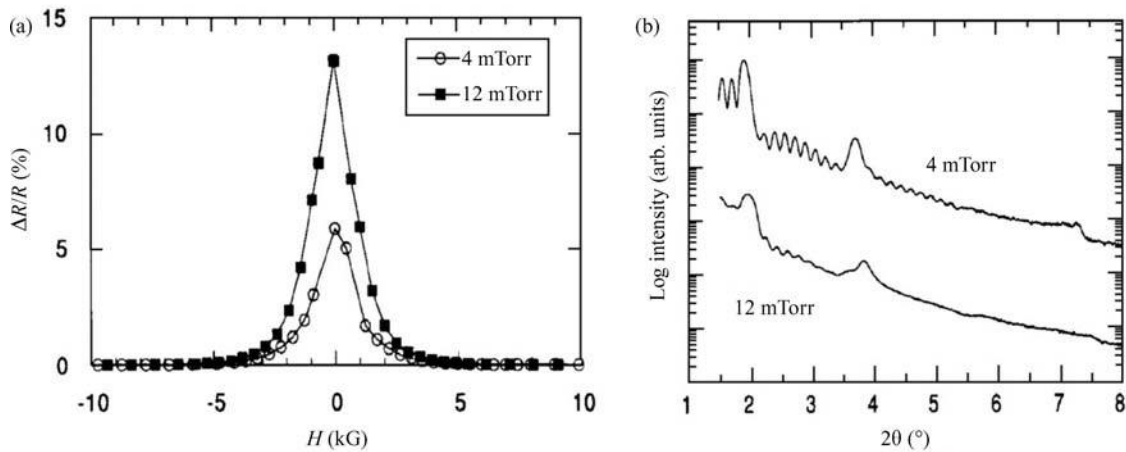 (a)
15
10
5
0
ΔR/R (%)
4 mTorr
12 mTorr
-10
-5
0
5
10
H (kG)
(b)
Log intensity (arb. units)
4 mTorr
12 mTorr
1
2
3
4
5
6
7
8
2θ (°)